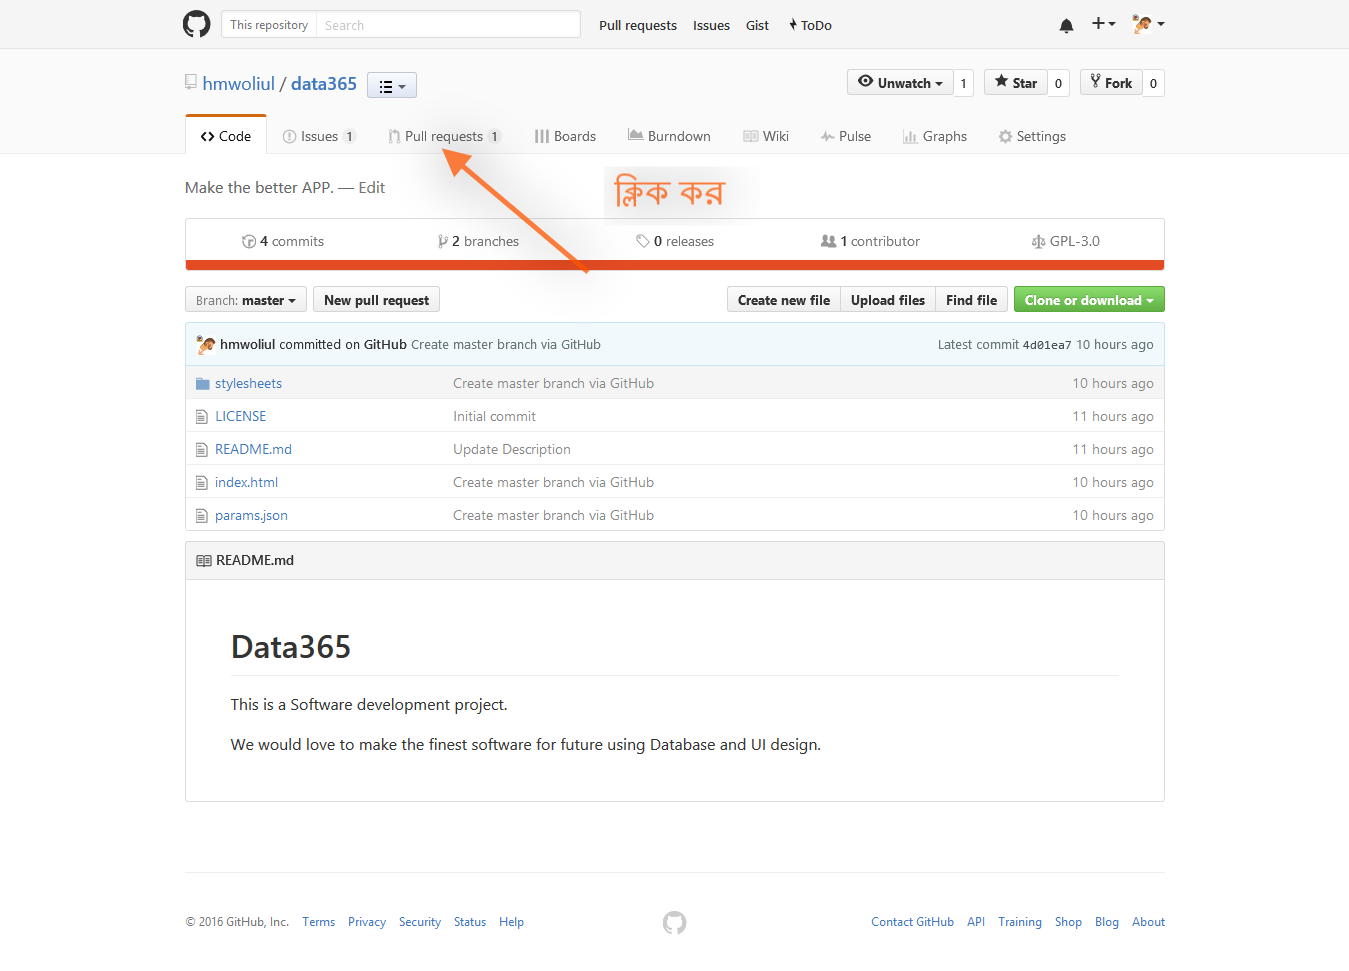 This repository Search Pull requests Issues Gist ToDo
hmwoliul / data365 Unwatch 1 Star 0 Fork 0
Code Issues 1 Pull requests 1 Boards Burndown Wiki Pulse Graphs Settings
Make the better APP. — Edit
ক্লিক কর
4 commits 2 branches 0 releases 1 contributor GPL-3.0
Branch: master New pull request Create new file Upload files Find file Clone or download
hmwoliul committed on GitHub Create master branch via GitHub Latest commit 4d01ea7 10 hours ago
stylesheets Create master branch via GitHub 10 hours ago
LICENSE Initial commit 11 hours ago
README.md Update Description 11 hours ago
index.html Create master branch via GitHub 10 hours ago
params.json Create master branch via GitHub 10 hours ago
README.md
Data365
This is a Software development project.
We would love to make the finest software for future using Database and UI design.
© 2016 GitHub, Inc. Terms Privacy Security Status Help Contact GitHub API Training Shop Blog About